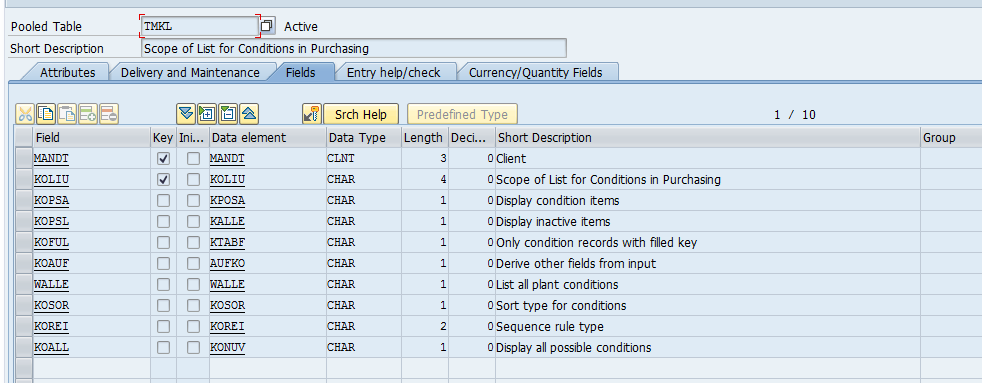 Pooled Table TMKL Active
Short Description Scope of List for Conditions in Purchasing
Attributes Delivery and Maintenance Fields Entry help/check Currency/Quantity Fields
Srch Help Predefined Type 1 / 10
Field Key Ini... Data element Data Type Length Deci... Short Description Group
MANDT MANDT CLNT 3 0 Client
KOLIU KOLIU CHAR 4 0 Scope of List for Conditions in Purchasing
KOPSA KPOSA CHAR 1 0 Display condition items
KOPSL KALLE CHAR 1 0 Display inactive items
KOFUL KTABF CHAR 1 0 Only condition records with filled key
KOAUF AUFKO CHAR 1 0 Derive other fields from input
WALLE WALLE CHAR 1 0 List all plant conditions
KOSOR KOSOR CHAR 1 0 Sort type for conditions
KOREI KOREI CHAR 2 0 Sequence rule type
KOALL KONUV CHAR 1 0 Display all possible conditions